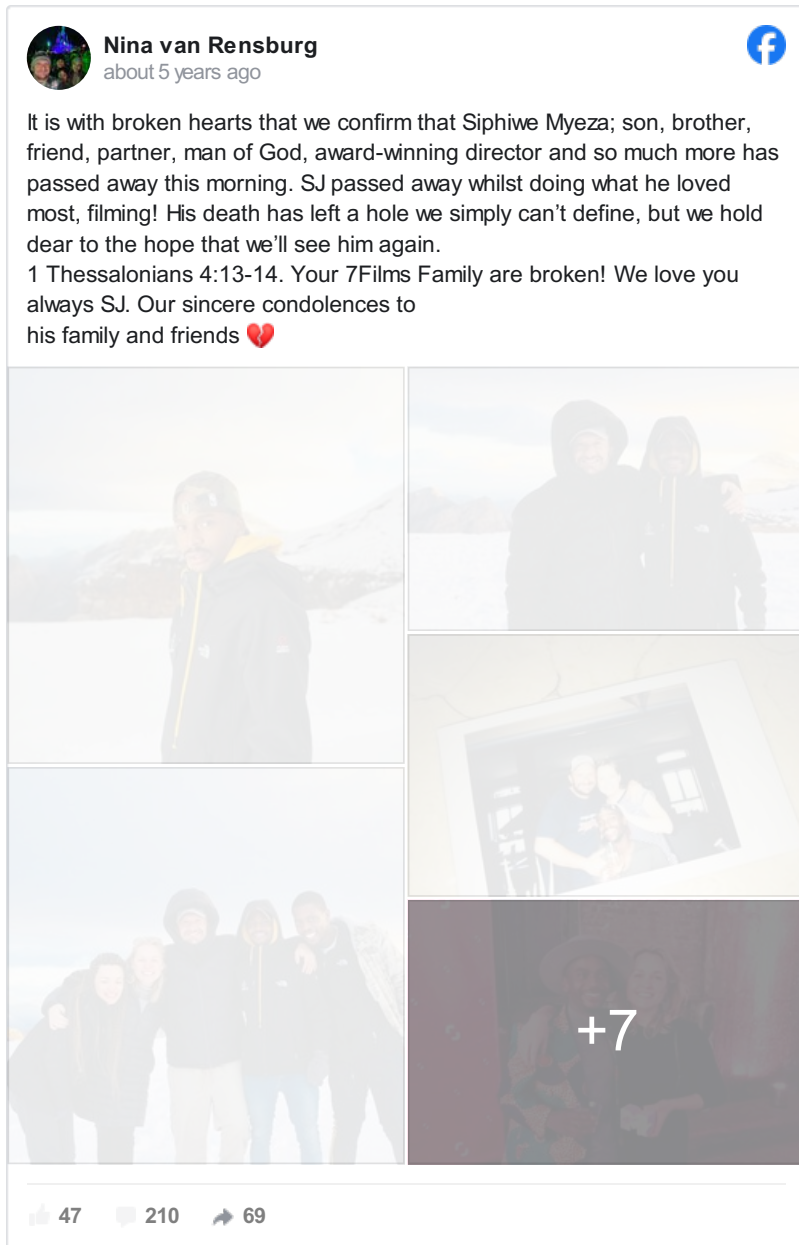 Nina van Rensburg
about 5 years ago
It is with broken hearts that we confirm that Siphiwe Myeza; son, brother,
friend, partner, man of God, award-winning director and so much more has
passed away this morning. SJ passed away whilst doing what he loved
most, filming! His death has left a hole we simply can’t define, but we hold
dear to the hope that we’ll see him again.
1 Thessalonians 4:13-14. Your 7Films Family are broken! We love you
always SJ. Our sincere condolences to
his family and friends 💔
+7
47 210 69